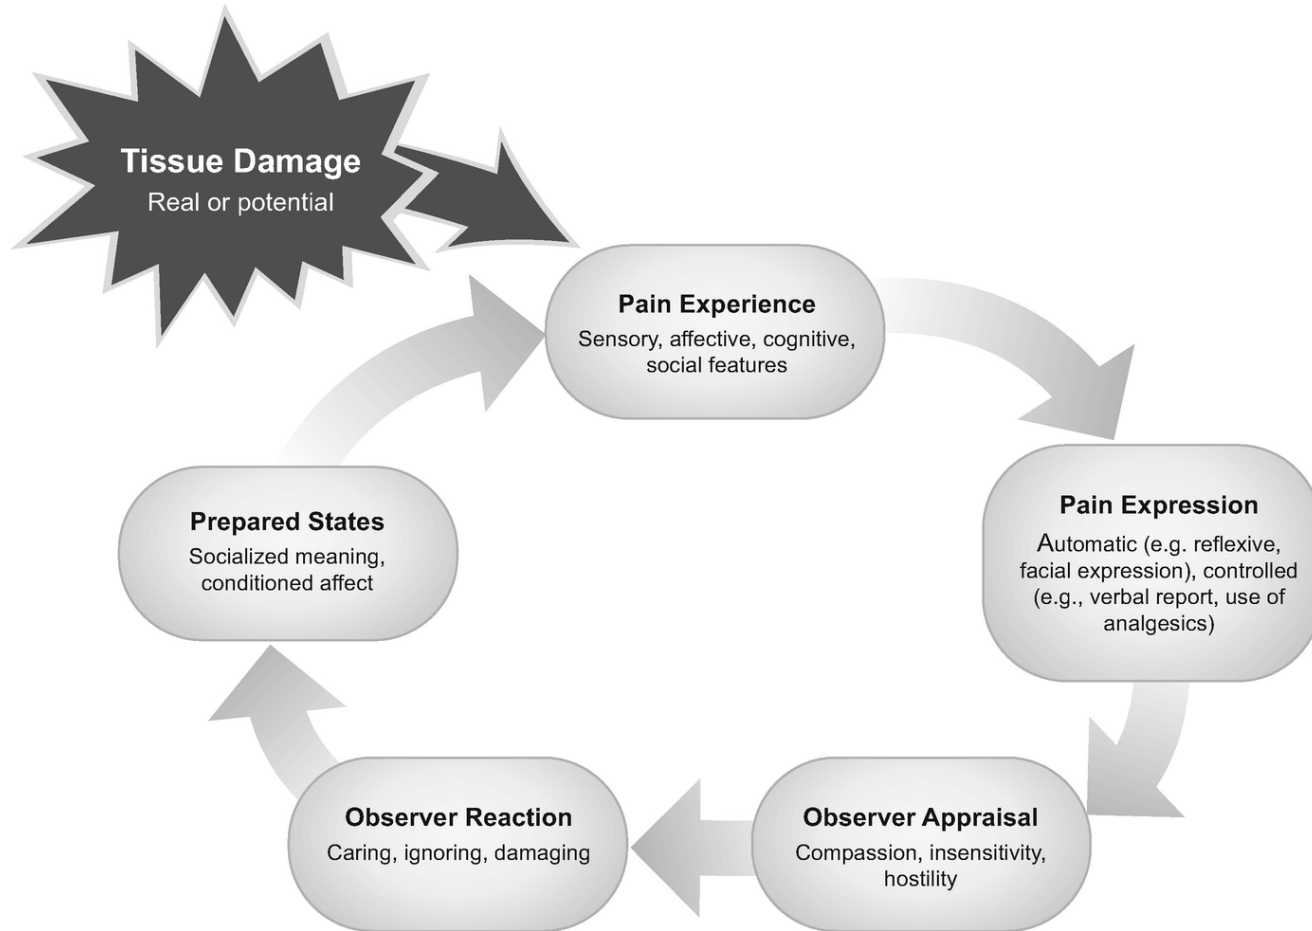 Tissue Damage
Real or potential
Pain Experience
Sensory, affective, cognitive,
social features
Pain Expression
Automatic (e.g. reflexive,
facial expression), controlled
(e.g., verbal report, use of
analgesics)
Observer Appraisal
Compassion, insensitivity,
hostility
Observer Reaction
Caring, ignoring, damaging
Prepared States
Socialized meaning,
conditioned affect